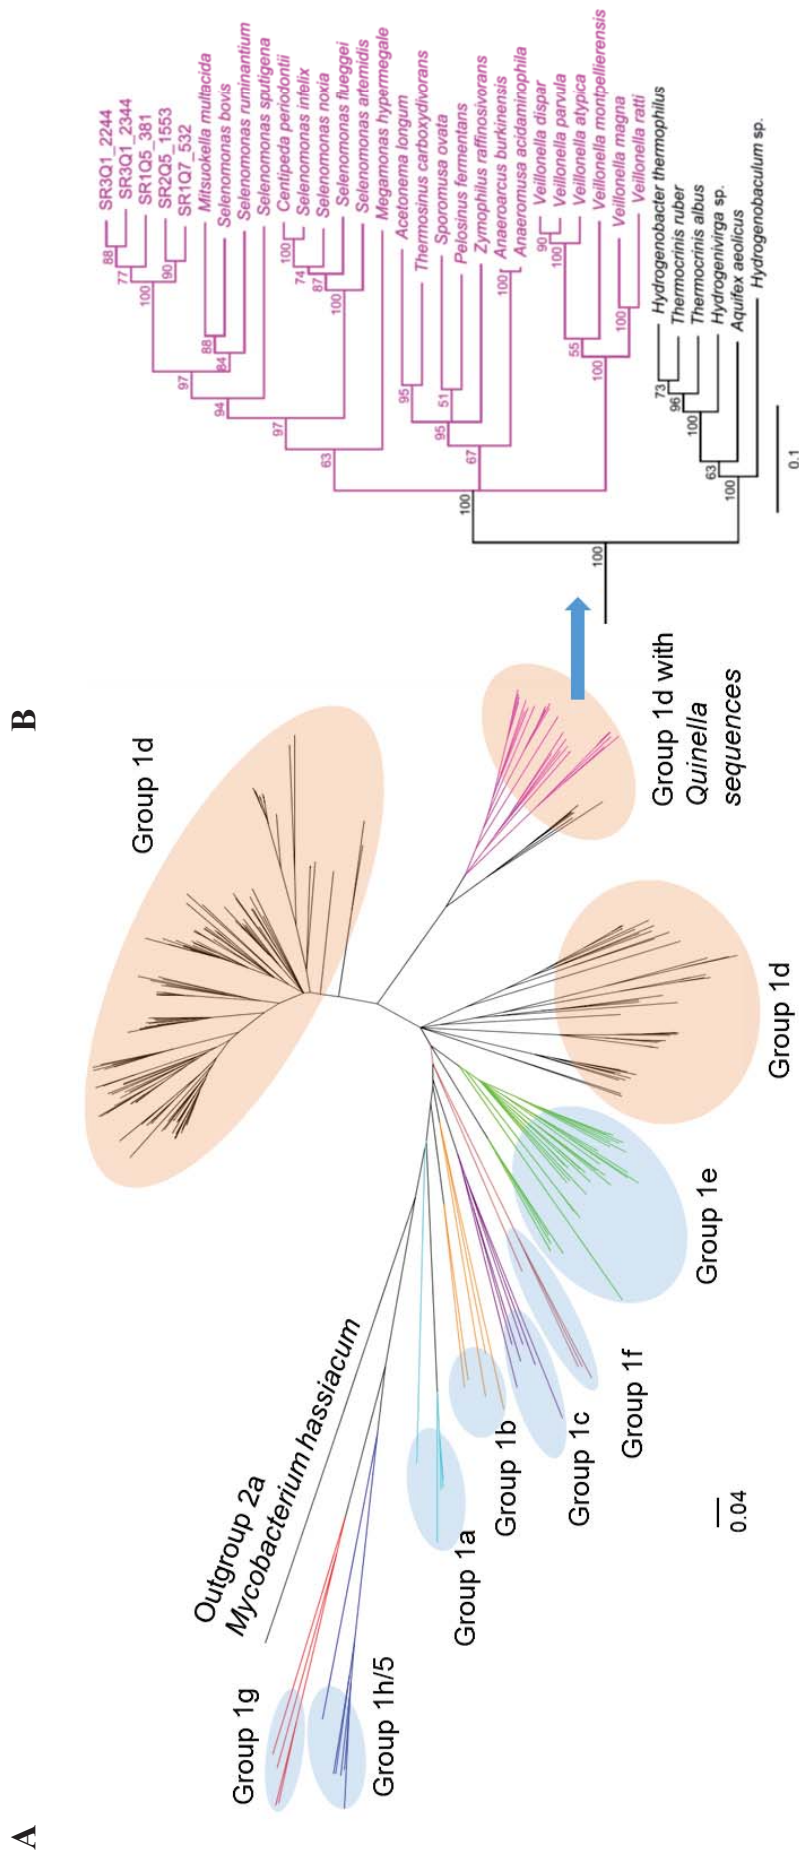 A
Group 1g
Group 1h/5
Outgroup 2a
Mycobacterium hassiacum
Group 1a
Group 1b
Group 1c
Group 1f
Group 1e
Group 1d
Group 1d
Group 1d with
Quinella
sequences
0.04
B
SR3Q1_2244
SR3Q1_2344
SR1Q5_381
SR2Q5_1553
SR1Q7_532
Mitsuokella multacida
Selenomonas bovis
Selenomonas ruminantium
Selenomonas sputigena
Centipeda periodontii
Selenomonas infelix
Selenomonas noxia
Selenomonas flueggei
Selenomonas artemidis
Megamonas hypermegale
Acetonema longum
Thermosinus carboxydivorans
Sporomusa ovata
Pelosinus fermentans
Zymophilus raffinosivorans
Anaeroarcus burkinensis
Anaeromusa acidaminophila
Veillonella dispar
Veillonella parvula
Veillonella atypica
Veillonella montpellierensis
Veillonella magna
Veillonella ratti
Hydrogenobacter thermophilus
Thermocrinis ruber
Thermocrinis albus
Hydrogenivirga sp.
Aquifex aeolicus
Hydrogenobaculum sp.
88
77
100
90
97
88
84
94
97
100
74
87
100
63
95
95
51
67
100
90
100
55
100
100
100
73
96
100
63
100
100
0.1